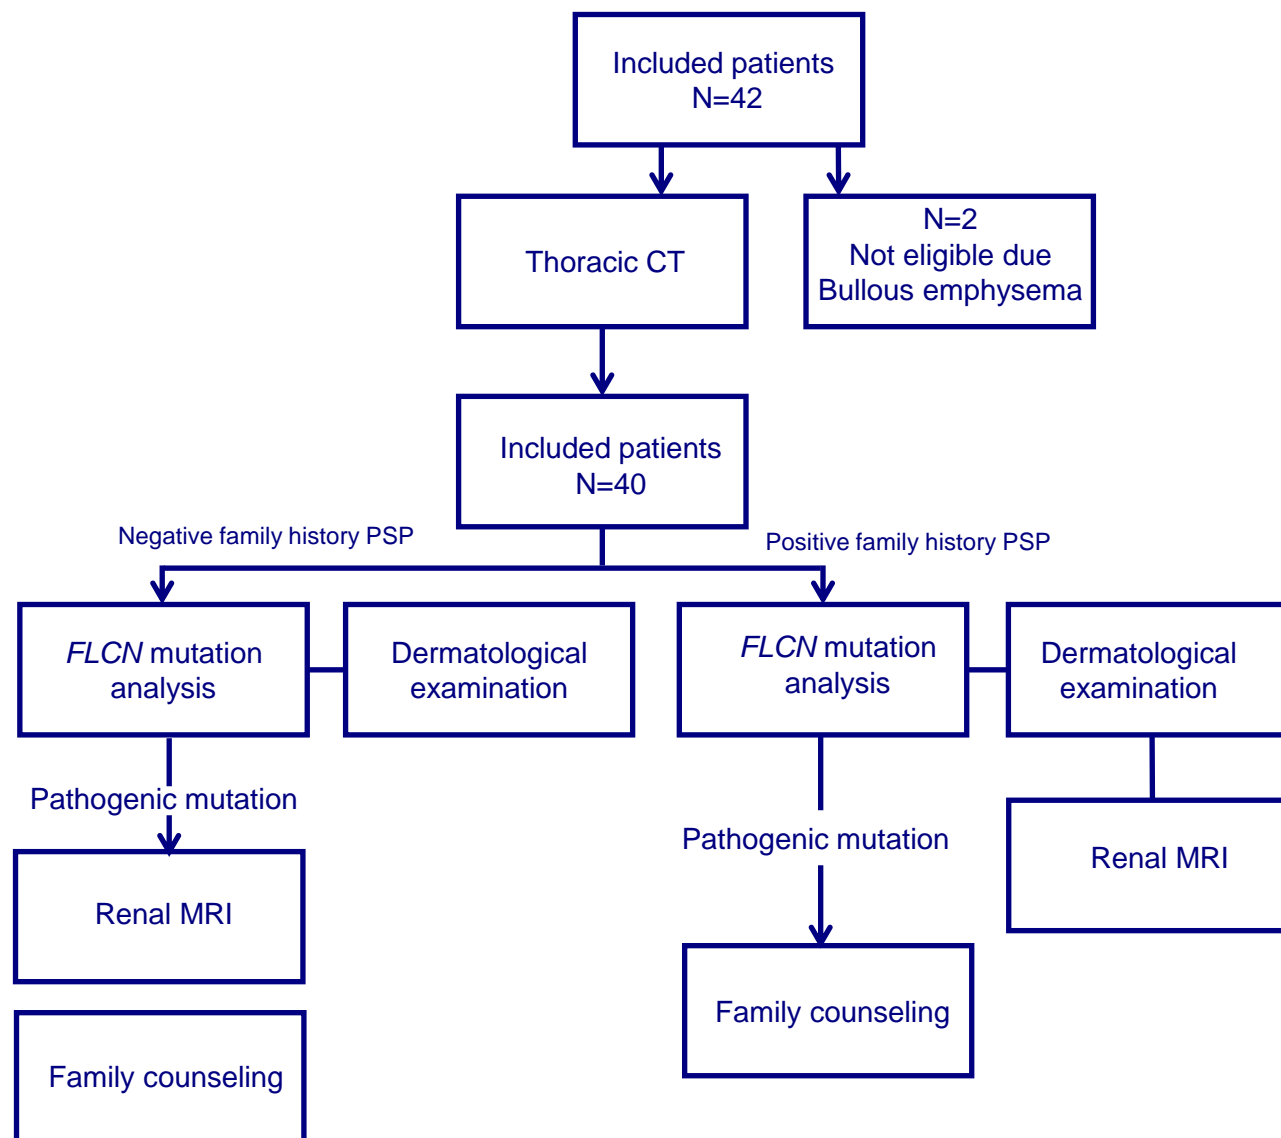 Included patients
N=42
Thoracic CT
N=2
Not eligible due
Bullous emphysema
Included patients
N=40
Negative family history PSP
Positive family history PSP
FLCN mutation
analysis
Dermatological
examination
FLCN mutation
analysis
Dermatological
examination
Pathogenic mutation
Pathogenic mutation
Renal MRI
Renal MRI
Family counseling
Family counseling